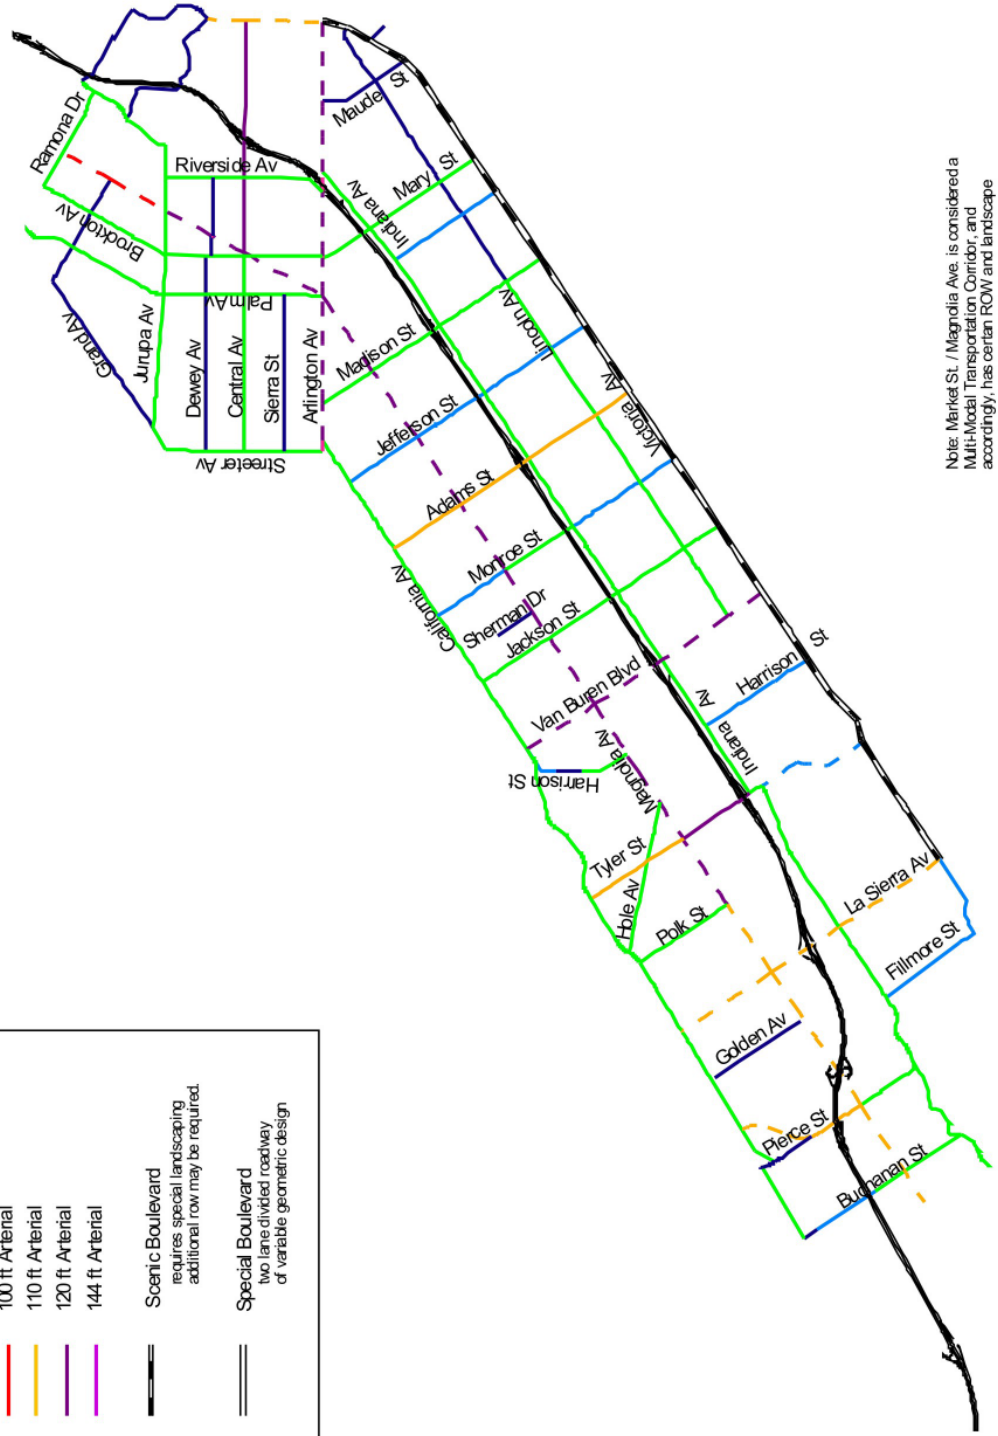 Ramona Dr
Riverside Av
Maude St
Brockton Av
Indiana Av
Mary St
Grand Av
Jurupa Av
Palm Av
Dewey Av
Central Av
Sierra St
Arlington Av
Streeter Av
Madison St
Lincoln Av
Jefferson St
Victoria AV
Adams St
Monroe St
California Av
Sherman Dr
Jackson St
Van Buren Blvd
Harrison St
Indiana AV
Harrison St
Magnolia Av
Tyler St
Hole Av
Polk St
La Sierra Av
Fillmore St
Golden Av
Pierce St
Buchanan St
Note: Market St. / Magnolia Ave. is considered a
Multi-Modal Transportation Corridor, and
accordingly, has certain ROW and landscape
100 ft Arterial
110 ft Arterial
120 ft Arterial
144 ft Arterial
Scenic Boulevard
requires special landscaping
additional row may be required.
Special Boulevard
two lane divided roadway
of variable geometric design